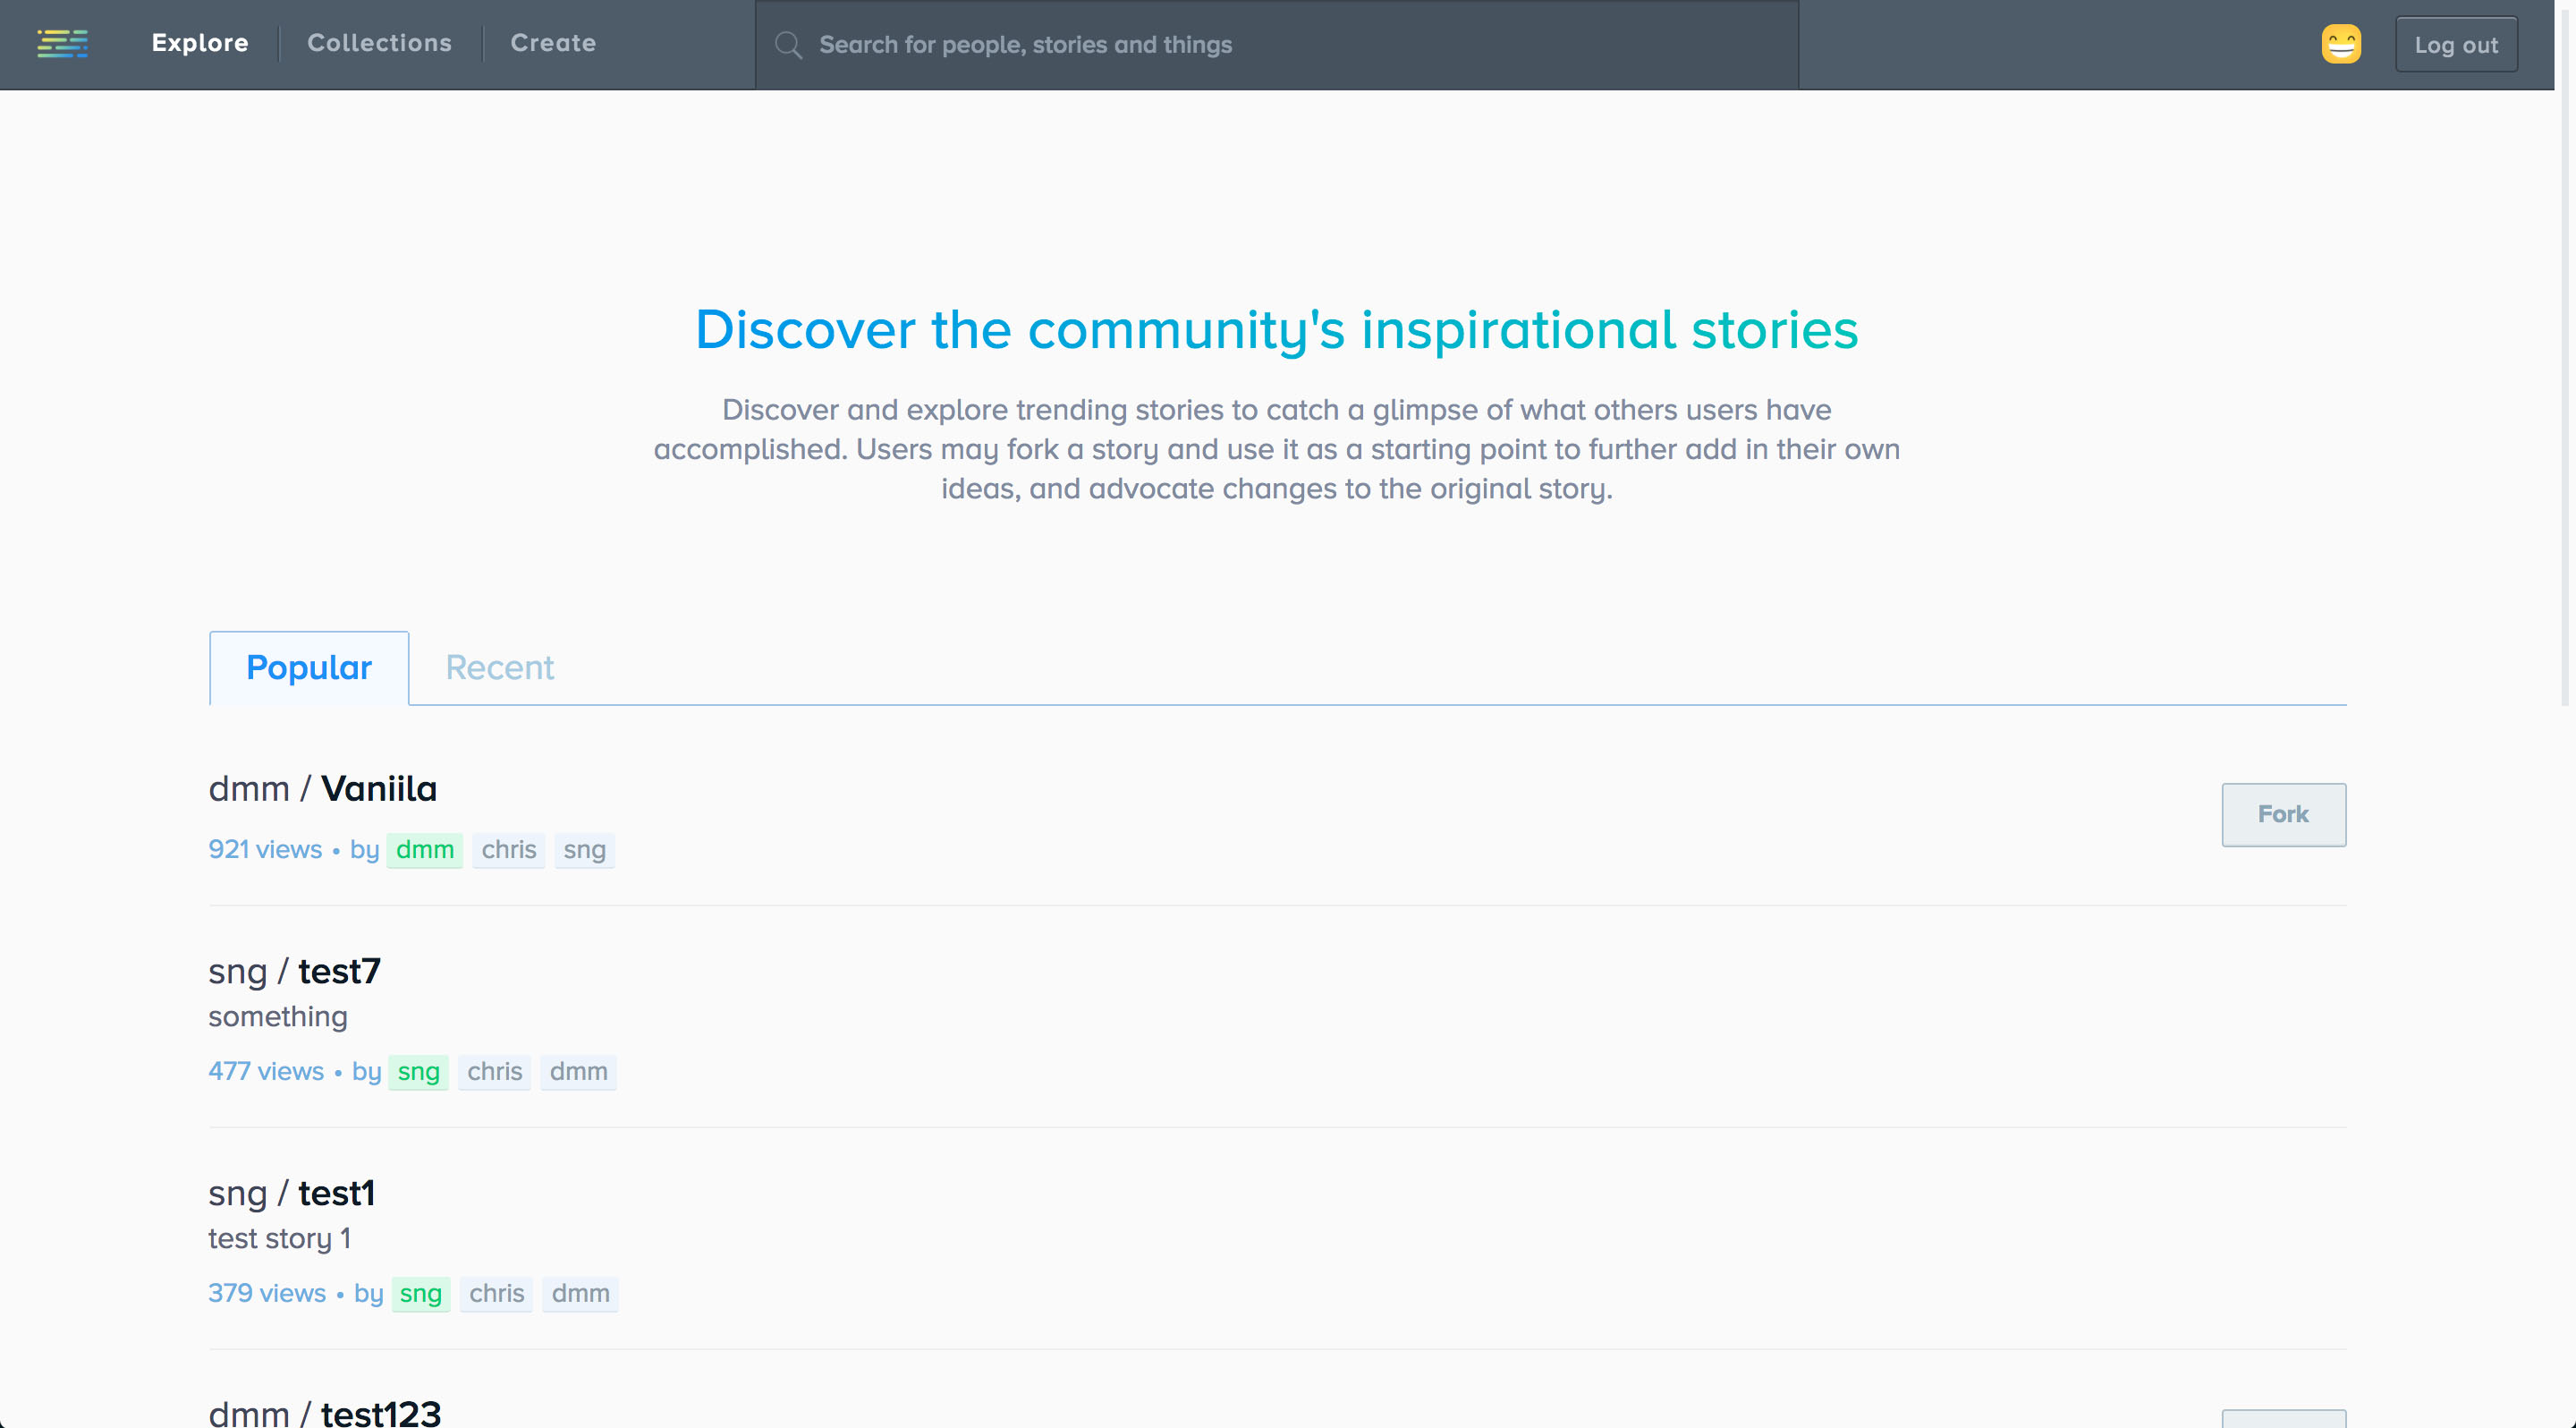 Explore Collections Create Search for people, stories and things Log out
Discover the community's inspirational stories
Discover and explore trending stories to catch a glimpse of what others users have
accomplished. Users may fork a story and use it as a starting point to further add in their own
ideas, and advocate changes to the original story.
Popular Recent
dmm / Vaniila
Fork
921 views • by dmm chris sng
sng / test7
something
477 views • by sng chris dmm
sng / test1
test story 1
379 views • by sng chris dmm
dmm / test123